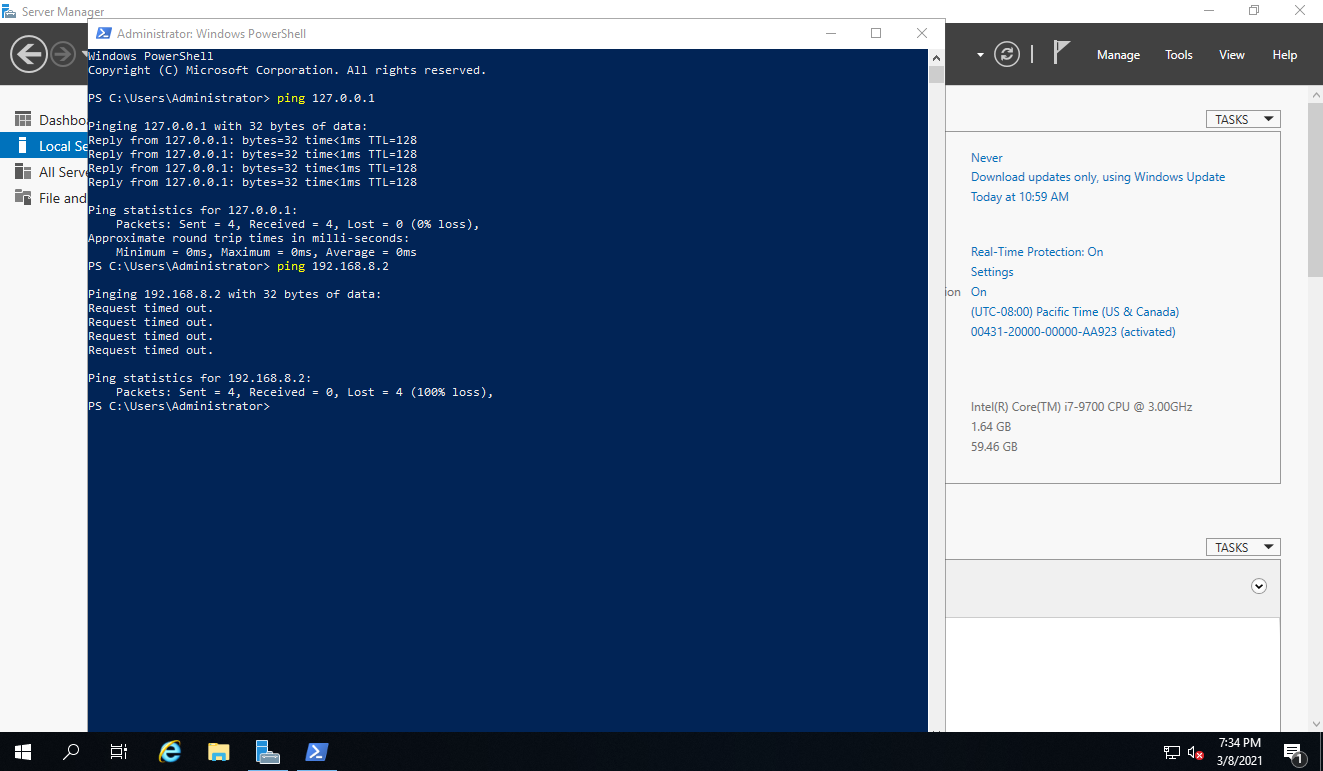 Server Manager
Administrator: Windows PowerShell
Manage
Tools
View
Help
Windows PowerShell
Copyright (C) Microsoft Corporation. All rights reserved.
PS C:\Users\Administrator> ping 127.0.0.1
Pinging 127.0.0.1 with 32 bytes of data:
Reply from 127.0.0.1: bytes=32 time<1ms TTL=128
Reply from 127.0.0.1: bytes=32 time<1ms TTL=128
Reply from 127.0.0.1: bytes=32 time<1ms TTL=128
Reply from 127.0.0.1: bytes=32 time<1ms TTL=128
Ping statistics for 127.0.0.1:
Packets: Sent = 4, Received = 4, Lost = 0 (0% loss),
Approximate round trip times in milli-seconds:
Minimum = 0ms, Maximum = 0ms, Average = 0ms
PS C:\Users\Administrator> ping 192.168.8.2
Pinging 192.168.8.2 with 32 bytes of data:
Request timed out.
Request timed out.
Request timed out.
Request timed out.
Ping statistics for 192.168.8.2:
Packets: Sent = 4, Received = 0, Lost = 4 (100% loss),
PS C:\Users\Administrator>
Dashbo
Local Se
All Serve
File and
TASKS
Never
Download updates only, using Windows Update
Today at 10:59 AM
Real-Time Protection: On
Settings
ion On
(UTC-08:00) Pacific Time (US & Canada)
00431-20000-00000-AA923 (activated)
Intel(R) Core(TM) i7-9700 CPU @ 3.00GHz
1.64 GB
59.46 GB
TASKS
7:34 PM
3/8/2021
1